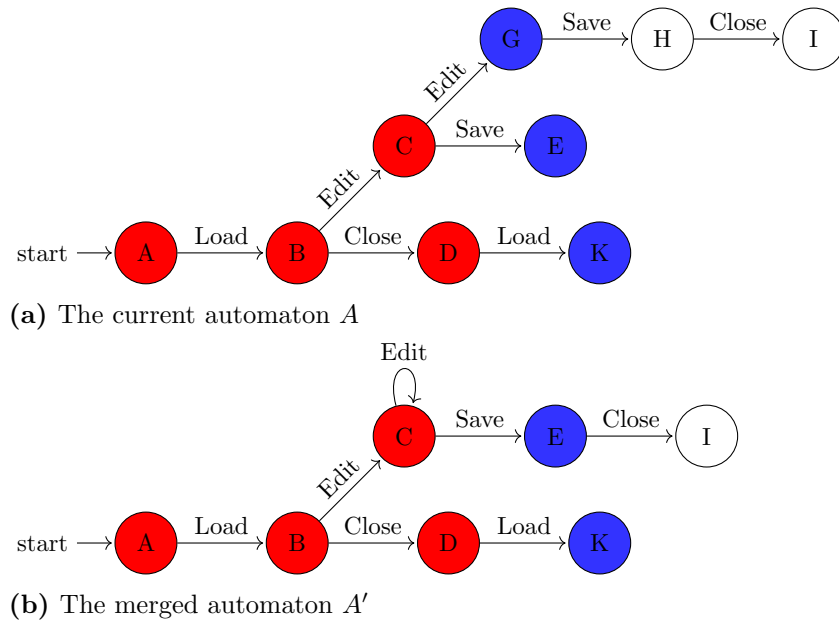 G Save H Close I
Edit
C Save E
Edit
start A Load B Close D Load K
(a) The current automaton A
Edit
C Save E Close I
Edit
start A Load B Close D Load K
(b) The merged automaton A′